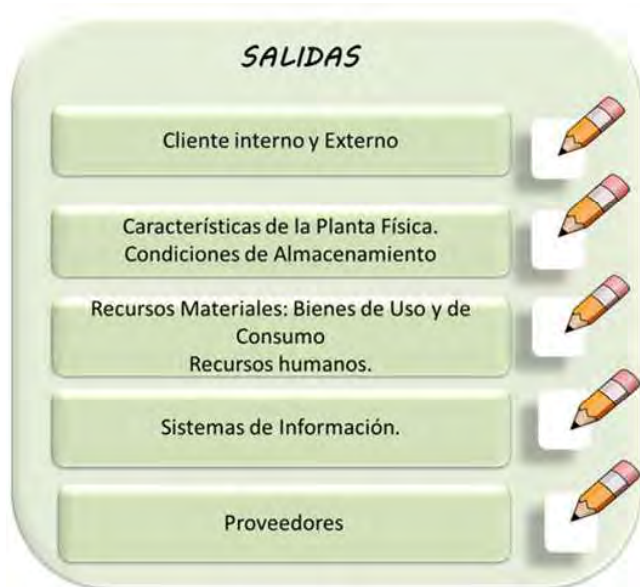 SALIDAS
Cliente interno y Externo
Características de la Planta Física.
Condiciones de Almacenamiento
Recursos Materiales: Bienes de Uso y de
Consumo
Recursos humanos.
Sistemas de Información.
Proveedores